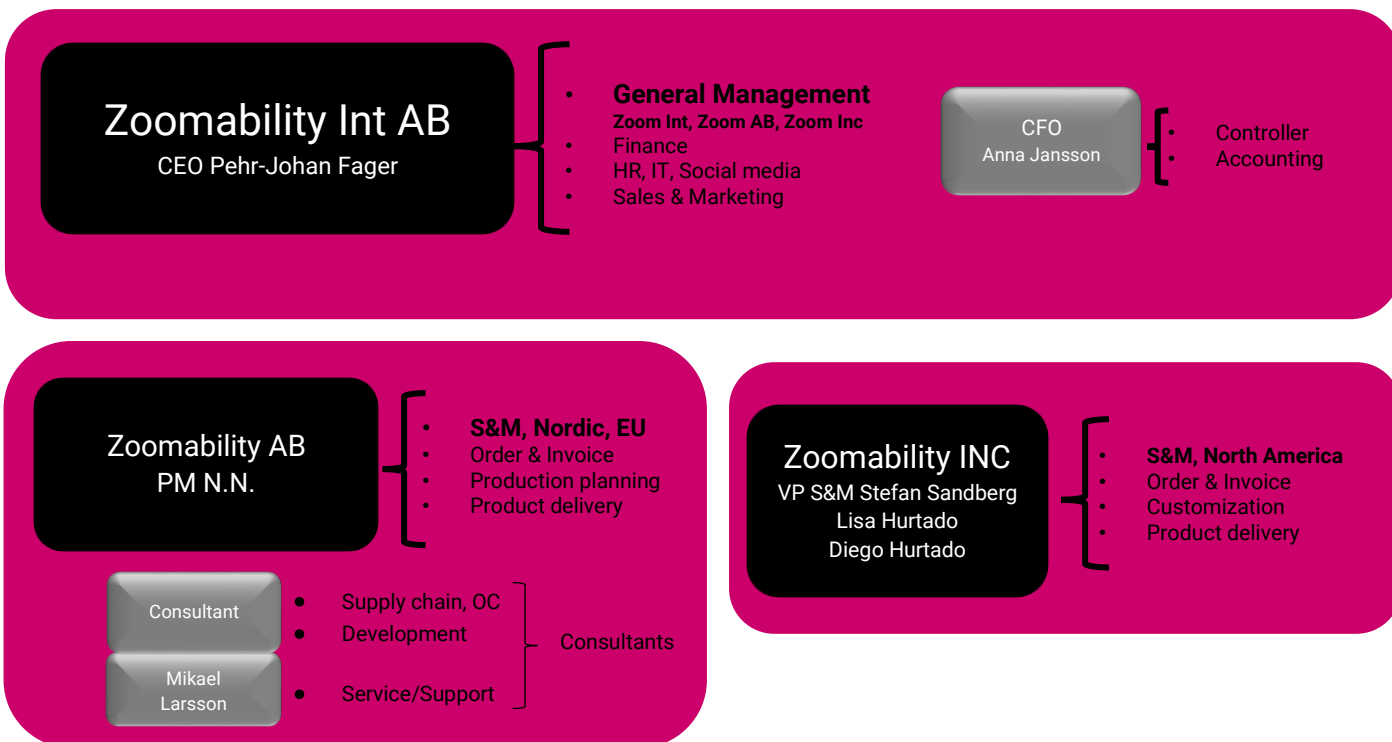 Zoomability Int AB
CEO Pehr-Johan Fager
• General Management
Zoom Int, Zoom AB, Zoom Inc
• Finance
• HR, IT, Social media
• Sales & Marketing
CFO
Anna Jansson
• Controller
• Accounting
Zoomability AB
PM N.N.
• S&M, Nordic, EU
• Order & Invoice
• Production planning
• Product delivery
Consultant
• Supply chain, OC
• Development
Mikael
Larsson
• Service/Support
Consultants
Zoomability INC
VP S&M Stefan Sandberg
Lisa Hurtado
Diego Hurtado
• S&M, North America
• Order & Invoice
• Customization
• Product delivery